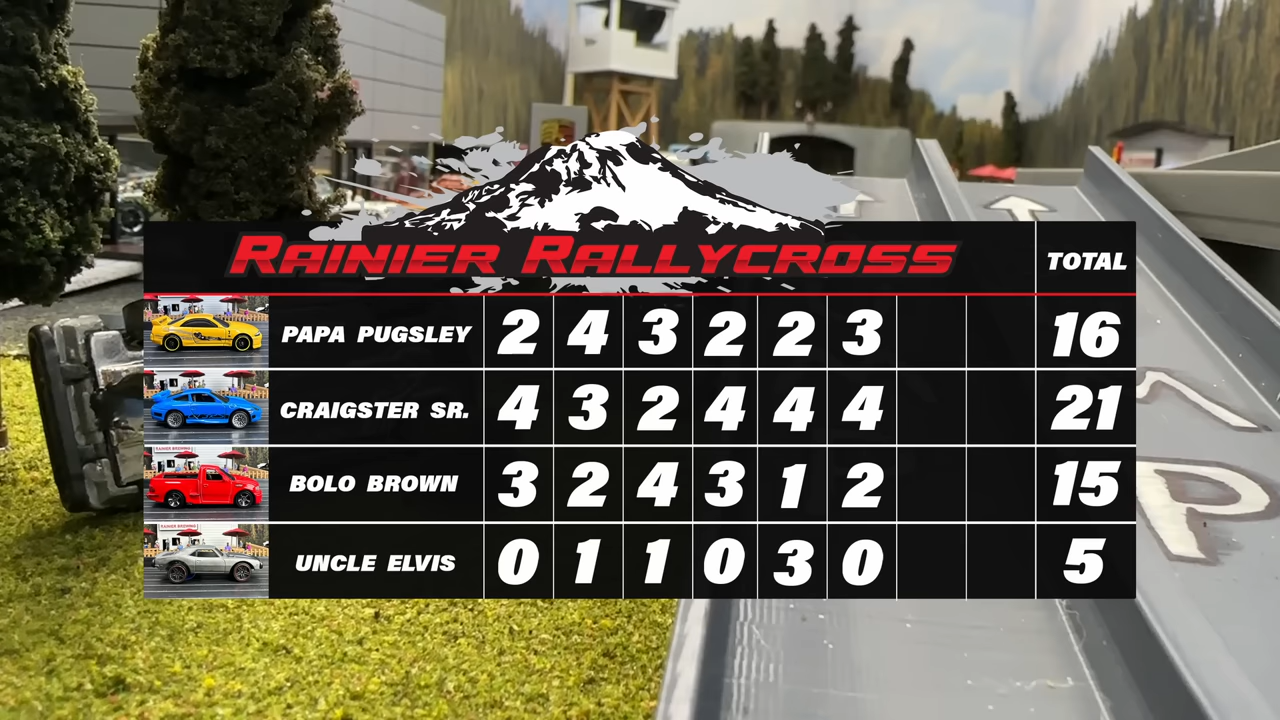 RAINIER RALLYCROSS TOTAL
PAPA PUGSLEY 2 4 3 2 2 3 16
CRAIGSTER SR. 4 3 2 4 4 4 21
BOLO BROWN 3 2 4 3 1 2 15
UNCLE ELVIS 0 1 1 0 3 0 5
P